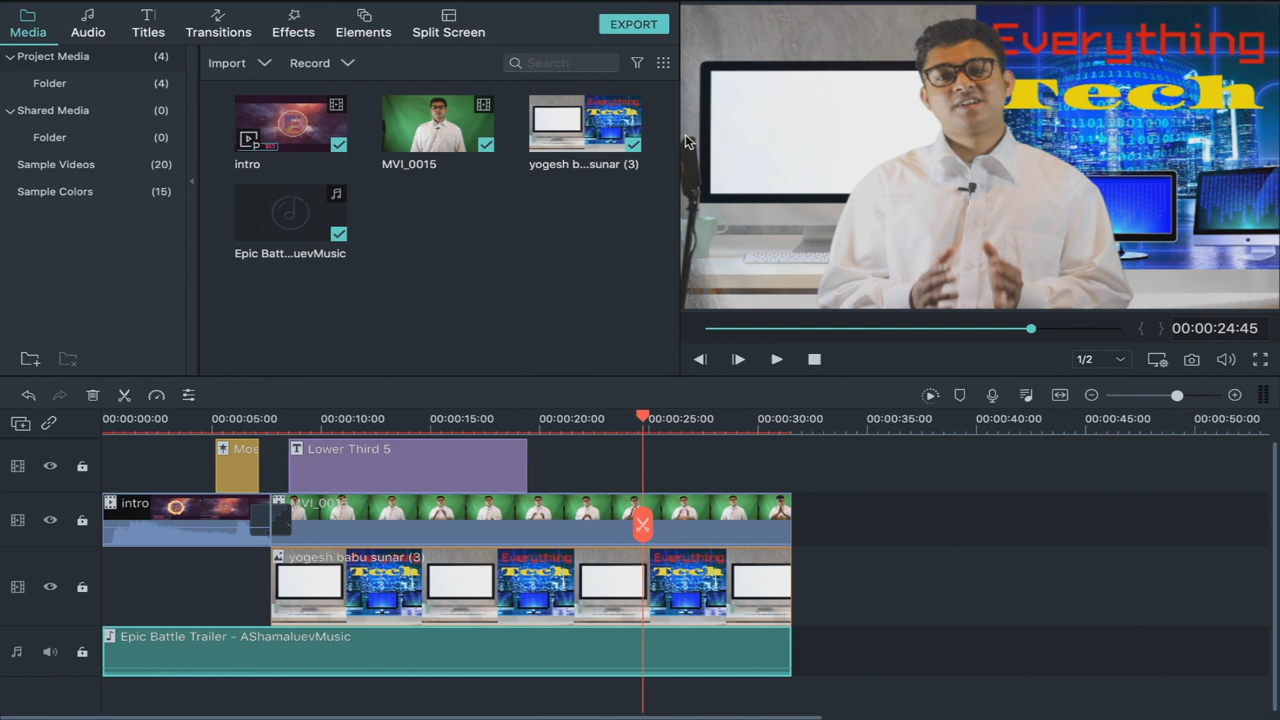 Media Audio Titles Transitions Effects Elements Split Screen EXPORT
Project Media (4)
Folder (4)
Shared Media (0)
Folder (0)
Sample Videos (20)
Sample Colors (15)
Import Record Search
intro MVI_0015 yogesh b...sunar (3)
Epic Batt...uevMusic
Everything
Tech
00:00:24:45
1/2
00:00:00:00 00:00:05:00 00:00:10:00 00:00:15:00 00:00:20:00 00:00:25:00 00:00:30:00 00:00:35:00 00:00:40:00 00:00:45:00 00:00:50:00
Mos Lower Third 5
intro MVI_0015
yogesh babu sunar (3)
Everything Everything Everything
Tech Tech Tech
Epic Battle Trailer - AShamaluevMusic